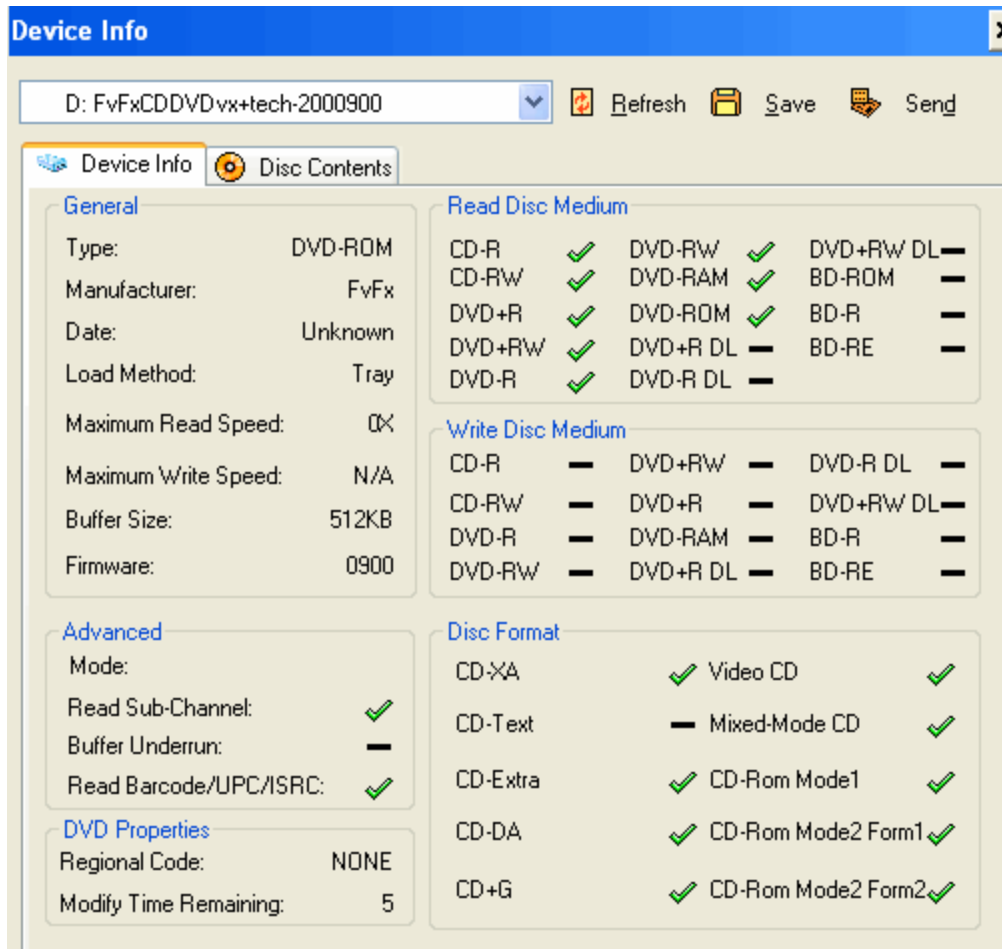 Device Info
D: FvFxCDDVDvx+tech-2000900
Refresh
Save
Send
Device Info
Disc Contents
General
Type: DVD-ROM
Manufacturer: FvFx
Date: Unknown
Load Method: Tray
Maximum Read Speed: 0X
Maximum Write Speed: N/A
Buffer Size: 512KB
Firmware: 0900
Read Disc Medium
CD-R DVD-RW DVD+RW DL
CD-RW DVD-RAM BD-ROM
DVD+R DVD-ROM BD-R
DVD+RW DVD+R DL BD-RE
DVD-R DVD-R DL
Write Disc Medium
CD-R DVD+RW DVD-R DL
CD-RW DVD+R DVD+RW DL
DVD-R DVD-RAM BD-R
DVD-RW DVD+R DL BD-RE
Advanced
Mode:
Read Sub-Channel:
Buffer Underrun:
Read Barcode/UPC/ISRC:
DVD Properties
Regional Code: NONE
Modify Time Remaining: 5
Disc Format
CD-XA Video CD
CD-Text Mixed-Mode CD
CD-Extra CD-Rom Mode1
CD-DA CD-Rom Mode2 Form1
CD+G CD-Rom Mode2 Form2